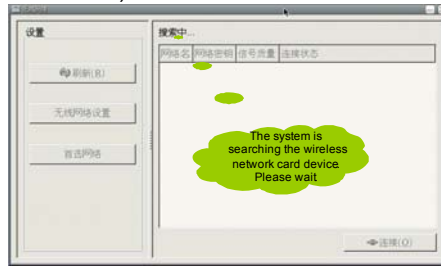 设置
搜索中...
刷新(R)
无线网络设置
首选网络
网络名 网络密钥 信号质量 连接状态
The system is
searching the wireless
network card device.
Please wait
连接(O)